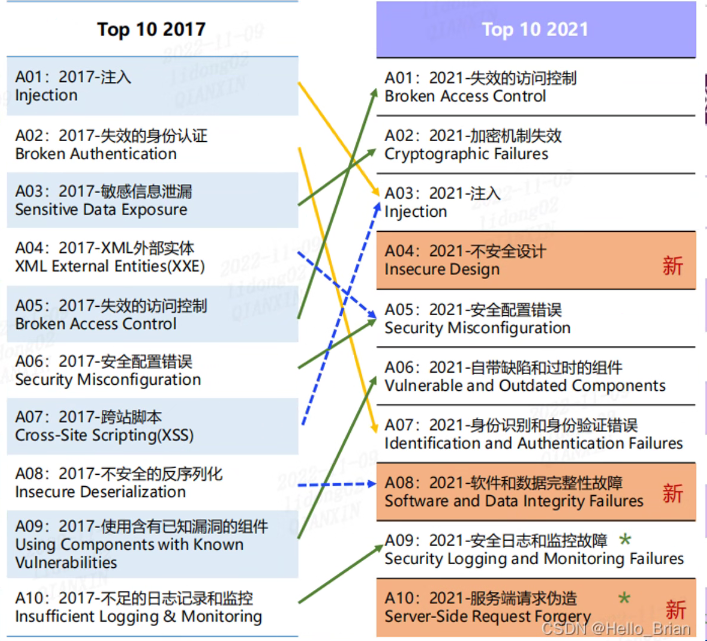 Top 10 2017
A01：2017-注入
Injection
A02：2017-失效的身份认证
Broken Authentication
A03：2017-敏感信息泄漏
Sensitive Data Exposure
A04：2017-XML外部实体
XML External Entities(XXE)
A05：2017-失效的访问控制
Broken Access Control
A06：2017-安全配置错误
Security Misconfiguration
A07：2017-跨站脚本
Cross-Site Scripting(XSS)
A08：2017-不安全的反序列化
Insecure Deserialization
A09：2017-使用含有已知漏洞的组件
Using Components with Known
Vulnerabilities
A10：2017-不足的日志记录和监控
Insufficient Logging & Monitoring
Top 10 2021
A01：2021-失效的访问控制
Broken Access Control
A02：2021-加密机制失效
Cryptographic Failures
A03：2021-注入
Injection
A04：2021-不安全设计
Insecure Design
新
A05：2021-安全配置错误
Security Misconfiguration
A06：2021-自带缺陷和过时的组件
Vulnerable and Outdated Components
A07：2021-身份识别和身份验证错误
Identification and Authentication Failures
A08：2021-软件和数据完整性故障
Software and Data Integrity Failures
新
A09：2021-安全日志和监控故障 *
Security Logging and Monitoring Failures
A10：2021-服务端请求伪造 *
Server-Side Request Forgery
新
CSDN @Hello_Brian
2022-11-09
lidong02
QIANXIN